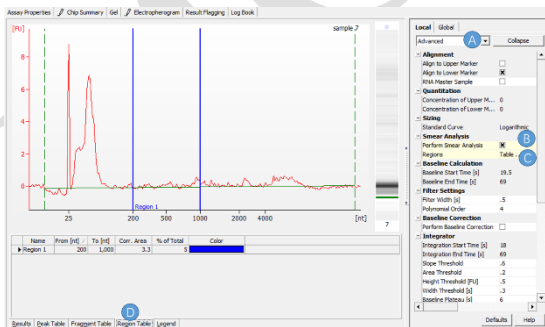 Assay Properties Chip Summary Gel Electropherogram Result Flagging Log Book
[FU] sample 7
8
6
4
2
0
Region 1
25 200 500 1000 2000 4000 [nt]
7
Name From [nt] To [nt] Corr. Area % of Total Color
Region 1 200 1,000 3.3 5
D
Results Peak Table Fragment Table Region Table Legend
Local Global
Advanced A Collapse
Alignment
Align to Upper Marker
Align to Lower Marker
RNA Master Sample
Quantitation
Concentration of Upper M... 0
Concentration of Lower M... 0
Sizing
Standard Curve Logarithmic
Smear Analysis B
Perform Smear Analysis
Regions Table C
Baseline Calculation
Baseline Start Time [s] 19.5
Baseline End Time [s] 69
Filter Settings
Filter Width [s] .5
Polynomial Order 4
Baseline Correction
Perform Baseline Correction
Integrator
Integration Start Time [s] 18
Integration End Time [s] 69
Slope Threshold .6
Area Threshold .2
Height Threshold [FU] .5
Width Threshold [s] .3
Baseline Plateau [s] 6
Defaults Help